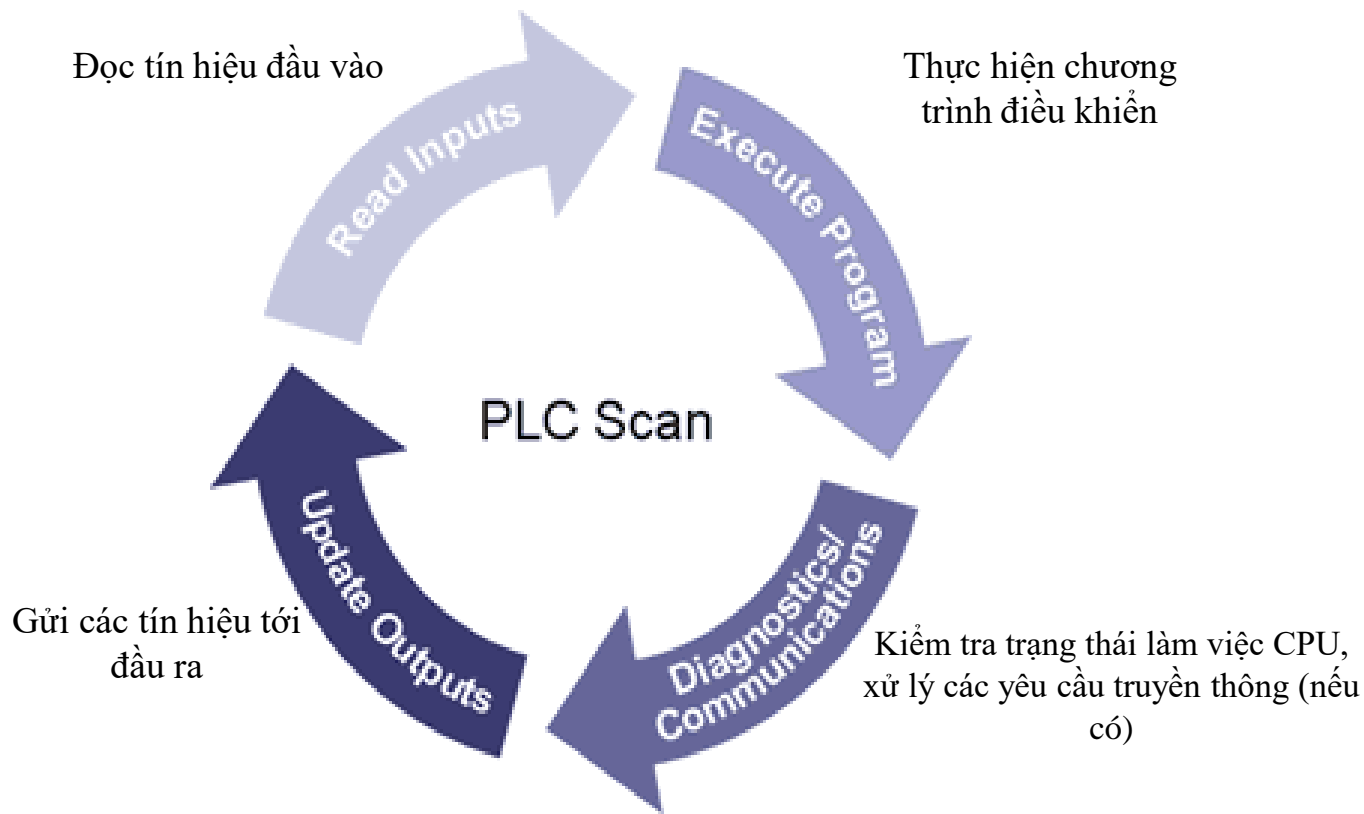 Đọc tín hiệu đầu vào
Read Inputs
Thực hiện chương
trình điều khiển
Execute Program
PLC Scan
Diagnostics/
Communications
Kiểm tra trạng thái làm việc CPU,
xử lý các yêu cầu truyền thông (nếu
có)
Update Outputs
Gửi các tín hiệu tới
đầu ra